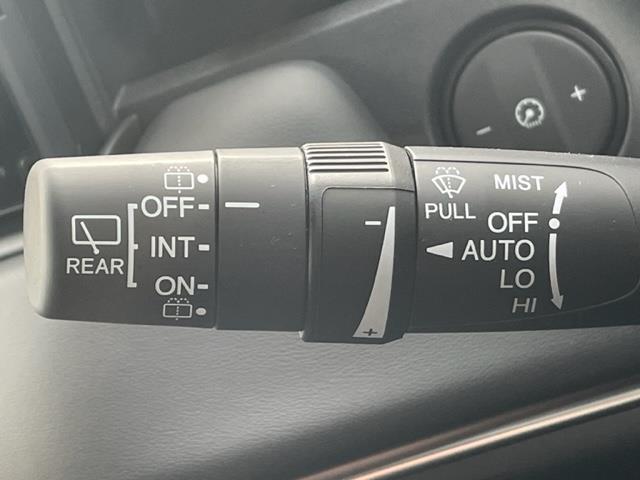 REAR
OFF
INT
ON
-
+
PULL
MIST
OFF
AUTO
LO
HI
-
+